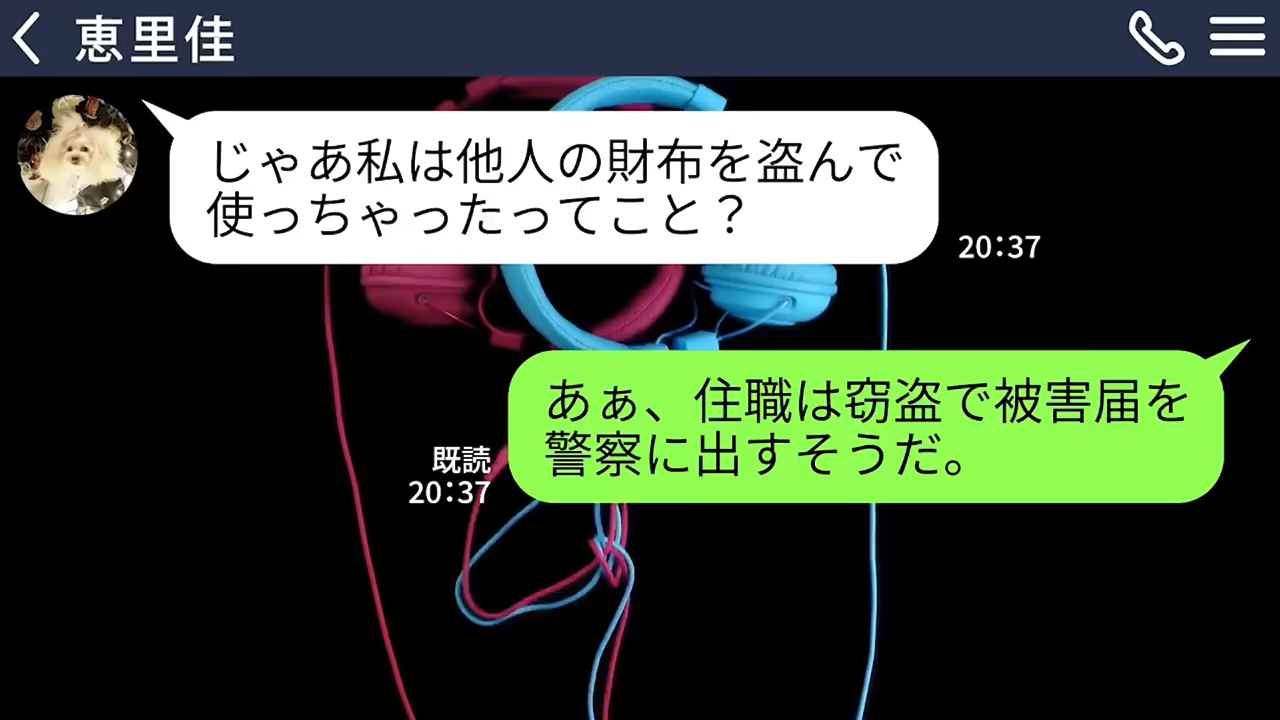 恵里佳
じゃあ私は他人の財布を盗んで
使っちゃったってこと？
20:37
あぁ、住職は窃盗で被害届を
警察に出すそうだ。
既読
20:37